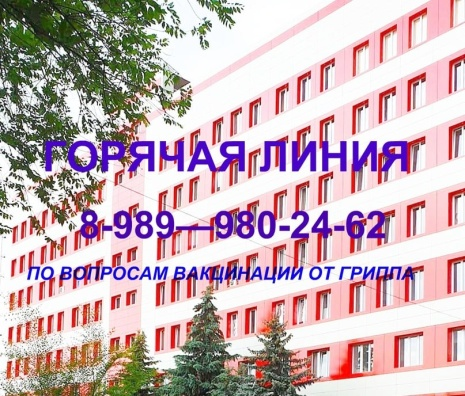 ГОРЯЧАЯ ЛИНИЯ
8-989—980-24-62
ПО ВОПРОСАМ ВАКЦИНАЦИИ ОТ ГРИППА